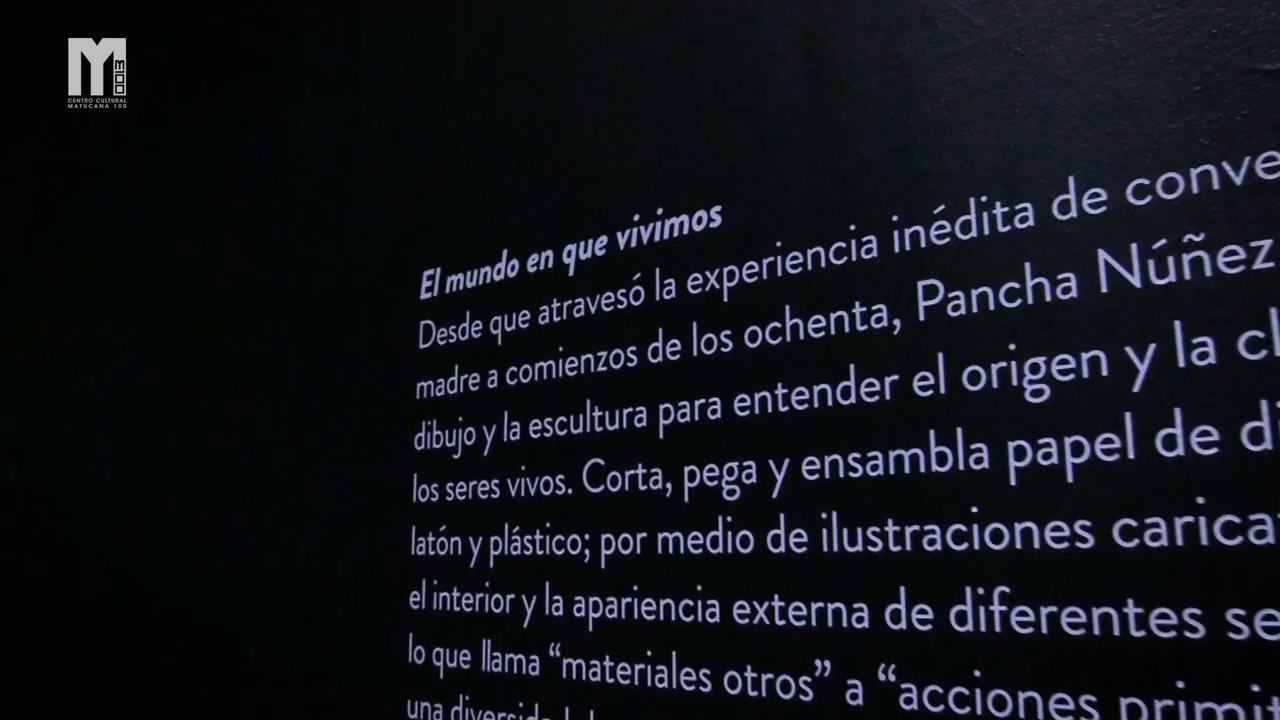 M100
CENTRO CULTURAL
MATUCANA 100
El mundo en que vivimos
Desde que atravesó la experiencia inédita de conve
madre a comienzos de los ochenta, Pancha Núñez
dibujo y la escultura para entender el origen y la cl
los seres vivos. Corta, pega y ensambla papel de di
latón y plástico; por medio de ilustraciones carica
el interior y la apariencia externa de diferentes se
lo que llama “materiales otros” a “acciones primit
una